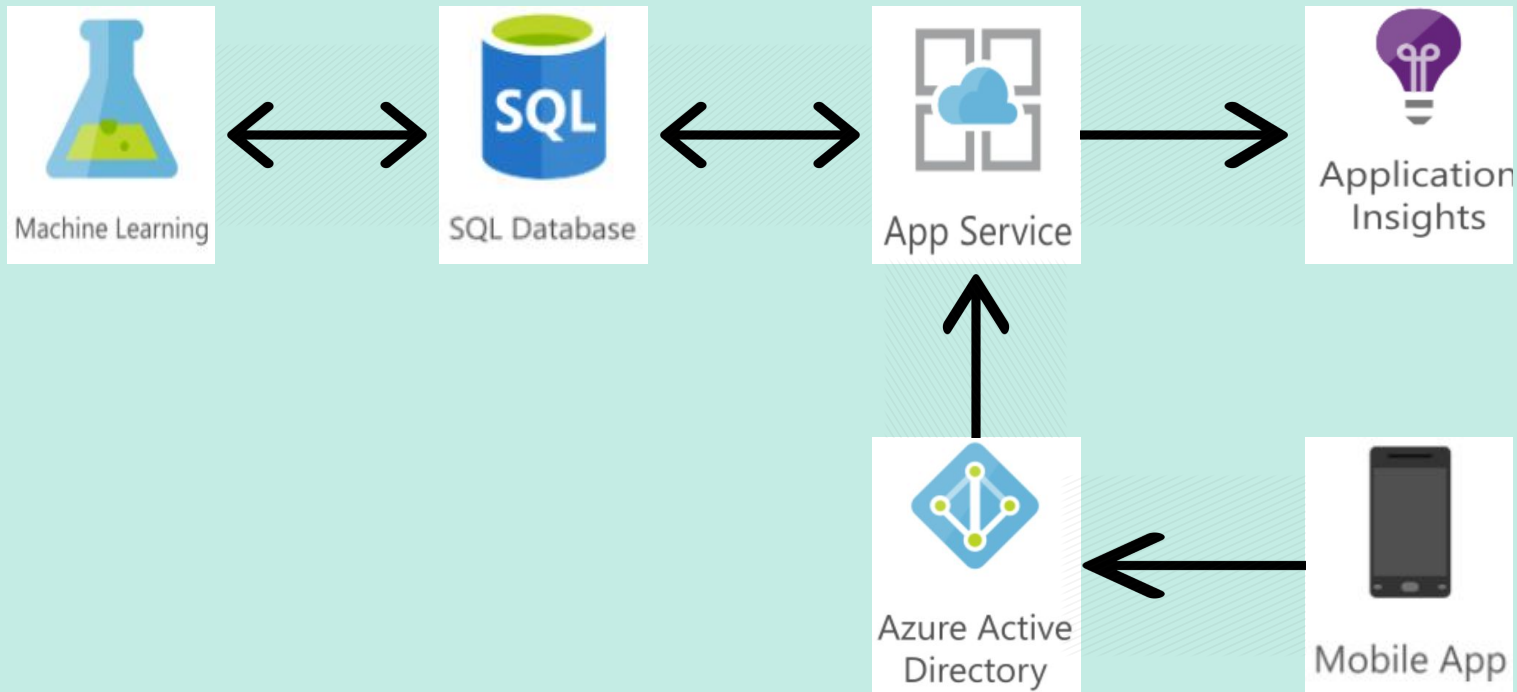 SQL
Machine Learning
SQL Database
App Service
Application
Insights
Azure Active
Directory
Mobile App